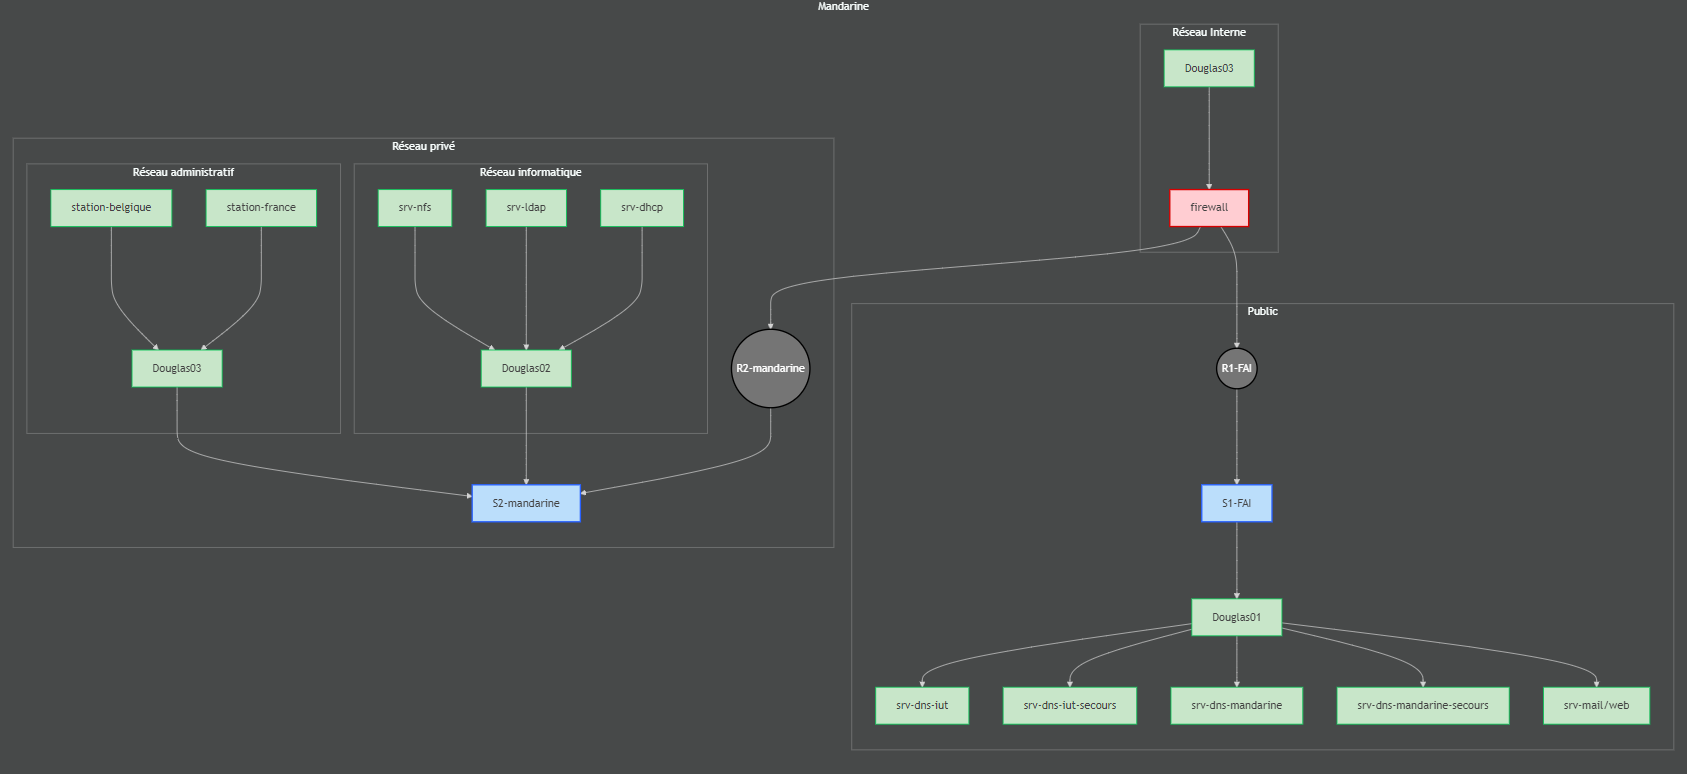 Mandarine
Réseau Interne
Douglas03
firewall
Réseau privé
Réseau administratif
station-belgique
station-france
Douglas03
Réseau informatique
srv-nfs
srv-ldap
srv-dhcp
Douglas02
R2-mandarine
S2-mandarine
Public
R1-FAI
S1-FAI
Douglas01
srv-dns-iut
srv-dns-iut-secours
srv-dns-mandarine
srv-dns-mandarine-secours
srv-mail/web